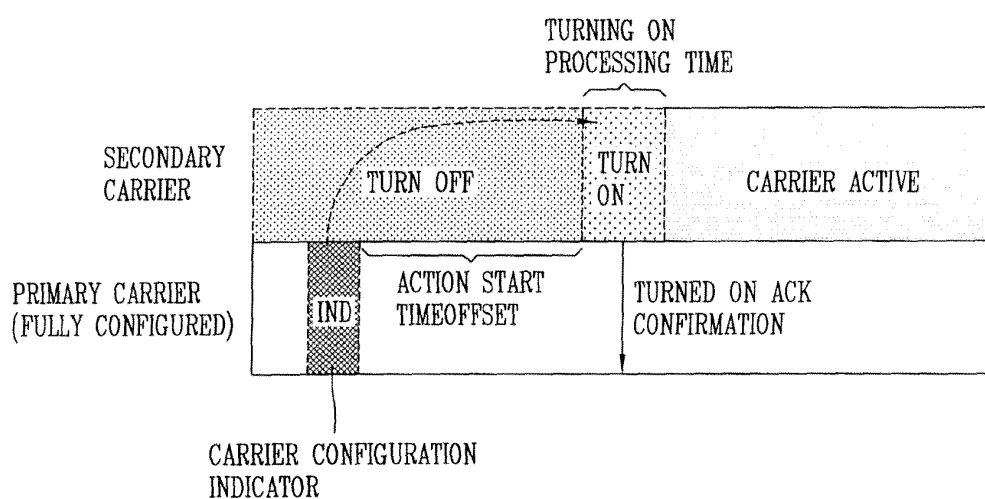 TURNING ON
PROCESSING TIME
SECONDARY
CARRIER
TURN OFF
TURN
ON
CARRIER ACTIVE
PRIMARY CARRIER
(FULLY CONFIGURED)
IND
ACTION START
TIMEOFFSET
TURNED ON ACK
CONFIRMATION
CARRIER CONFIGURATION
INDICATOR